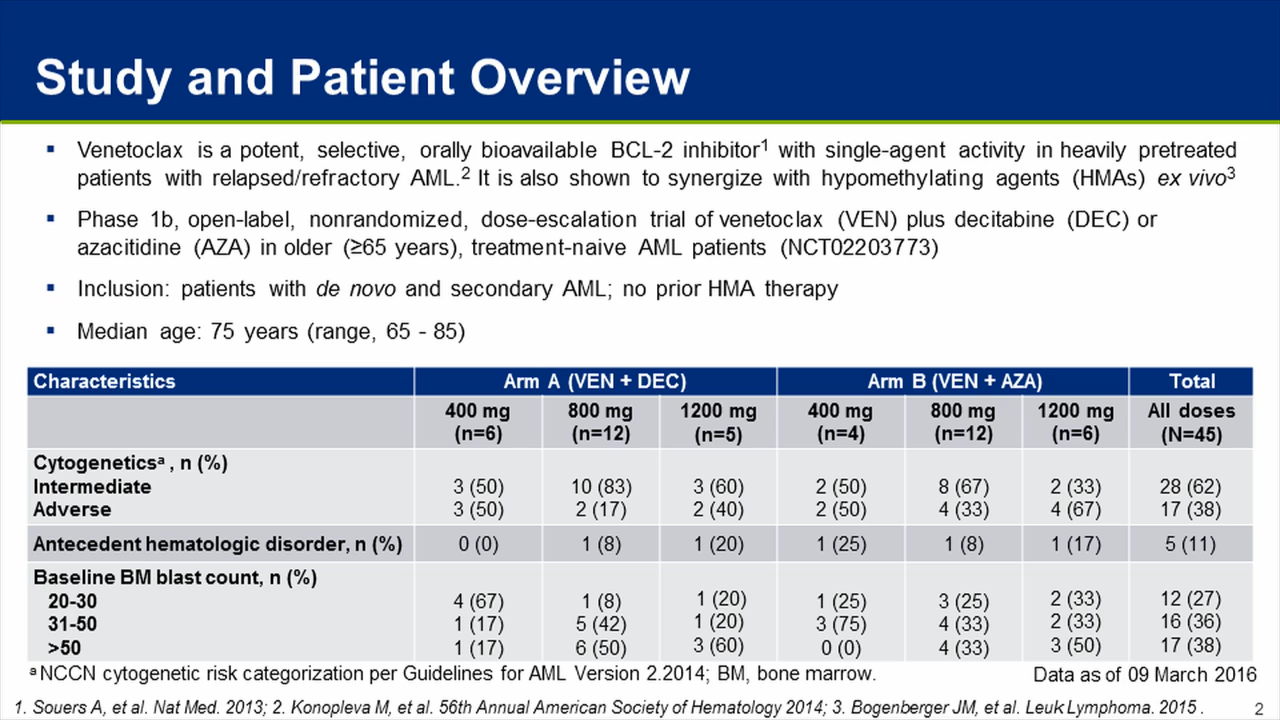 Study and Patient Overview
▪ Venetoclax is a potent, selective, orally bioavailable BCL-2 inhibitor¹ with single-agent activity in heavily pretreated
patients with relapsed/refractory AML.² It is also shown to synergize with hypomethylating agents (HMAs) ex vivo³
▪ Phase 1b, open-label, nonrandomized, dose-escalation trial of venetoclax (VEN) plus decitabine (DEC) or
azacitidine (AZA) in older (≥65 years), treatment-naive AML patients (NCT02203773)
▪ Inclusion: patients with de novo and secondary AML; no prior HMA therapy
▪ Median age: 75 years (range, 65 - 85)
Characteristics Arm A (VEN + DEC) Arm B (VEN + AZA) Total
400 mg 800 mg 1200 mg 400 mg 800 mg 1200 mg All doses
(n=6) (n=12) (n=5) (n=4) (n=12) (n=6) (N=45)
Cytogeneticsᵃ , n (%)
Intermediate 3 (50) 10 (83) 3 (60) 2 (50) 8 (67) 2 (33) 28 (62)
Adverse 3 (50) 2 (17) 2 (40) 2 (50) 4 (33) 4 (67) 17 (38)
Antecedent hematologic disorder, n (%) 0 (0) 1 (8) 1 (20) 1 (25) 1 (8) 1 (17) 5 (11)
Baseline BM blast count, n (%)
20-30 4 (67) 1 (8) 1 (20) 1 (25) 3 (25) 2 (33) 12 (27)
31-50 1 (17) 5 (42) 1 (20) 3 (75) 4 (33) 2 (33) 16 (36)
>50 1 (17) 6 (50) 3 (60) 0 (0) 4 (33) 3 (50) 17 (38)
ᵃ NCCN cytogenetic risk categorization per Guidelines for AML Version 2.2014; BM, bone marrow. Data as of 09 March 2016
1. Souers A, et al. Nat Med. 2013; 2. Konopleva M, et al. 56th Annual American Society of Hematology 2014; 3. Bogenberger JM, et al. Leuk Lymphoma. 2015 . 2